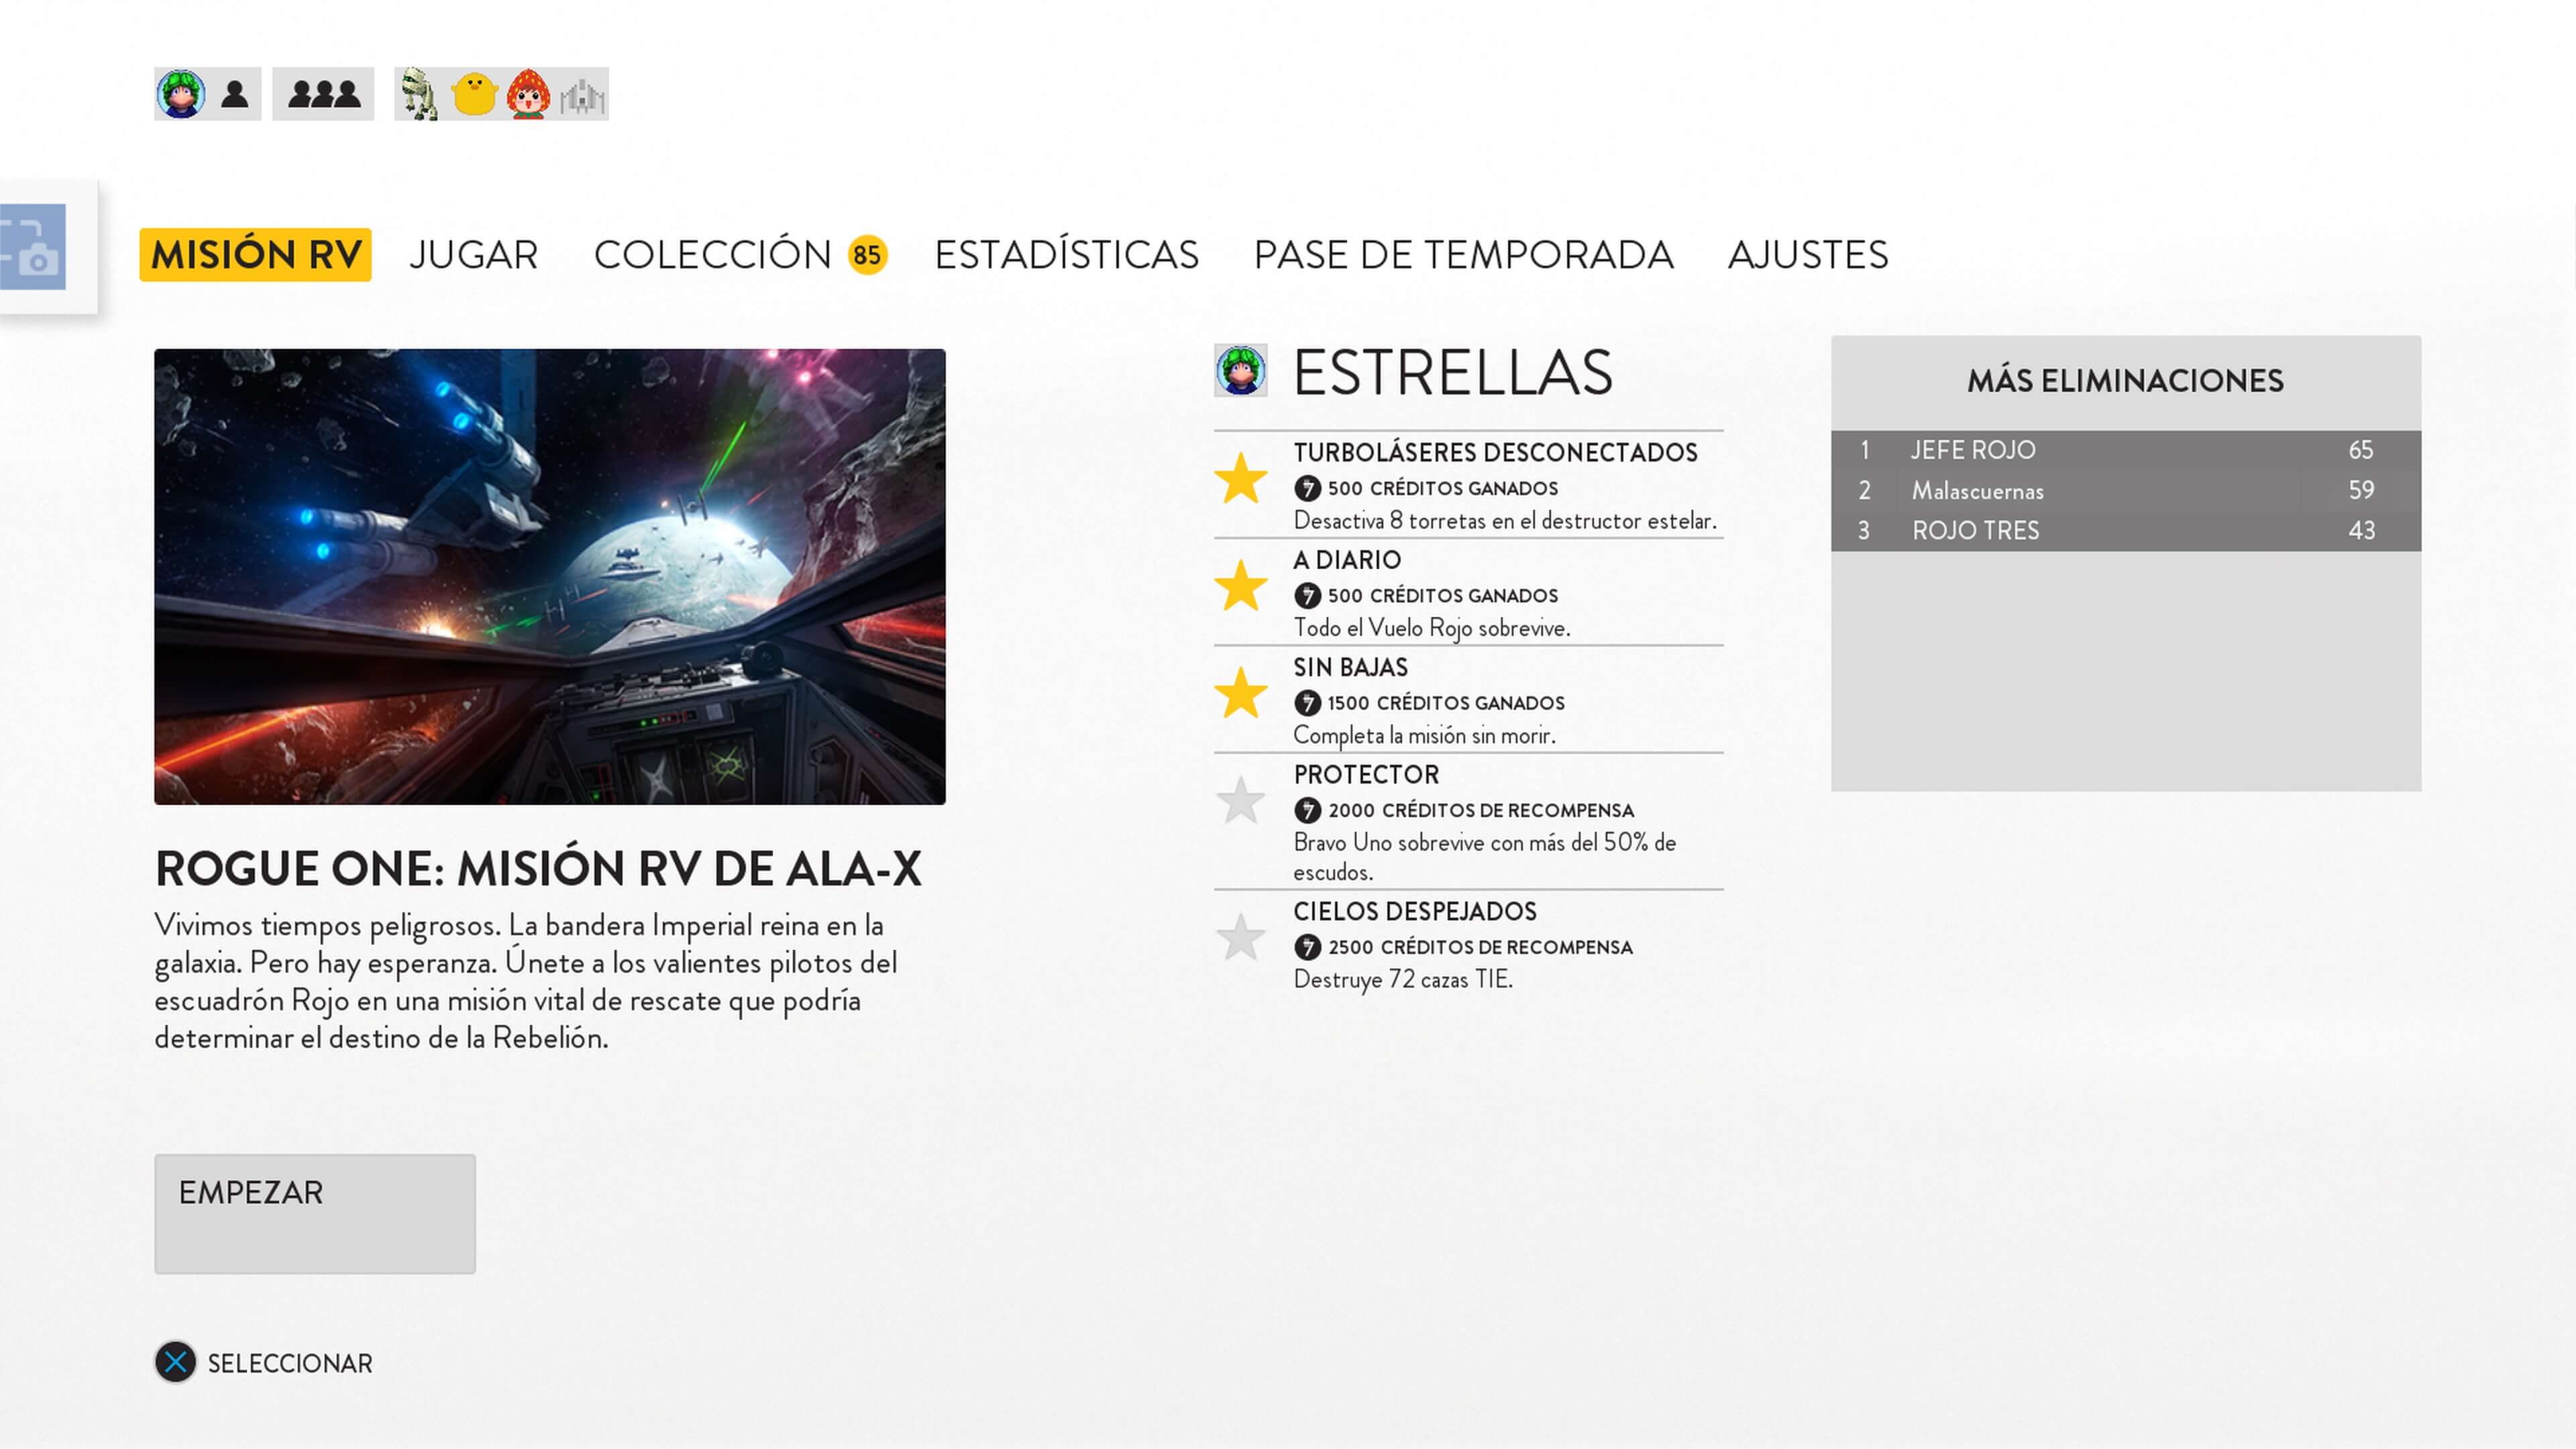 MISIÓN RV JUGAR COLECCIÓN 85 ESTADÍSTICAS PASE DE TEMPORADA AJUSTES
ROGUE ONE: MISIÓN RV DE ALA-X
Vivimos tiempos peligrosos. La bandera Imperial reina en la
galaxia. Pero hay esperanza. Únete a los valientes pilotos del
escuadrón Rojo en una misión vital de rescate que podría
determinar el destino de la Rebelión.
EMPEZAR
SELECCIONAR
ESTRELLAS
TURBOLÁSERES DESCONECTADOS
500 CRÉDITOS GANADOS
Desactiva 8 torretas en el destructor estelar.
A DIARIO
500 CRÉDITOS GANADOS
Todo el Vuelo Rojo sobrevive.
SIN BAJAS
1500 CRÉDITOS GANADOS
Completa la misión sin morir.
PROTECTOR
2000 CRÉDITOS DE RECOMPENSA
Bravo Uno sobrevive con más del 50% de
escudos.
CIELOS DESPEJADOS
2500 CRÉDITOS DE RECOMPENSA
Destruye 72 cazas TIE.
MÁS ELIMINACIONES
1 JEFE ROJO 65
2 Malascuernas 59
3 ROJO TRES 43